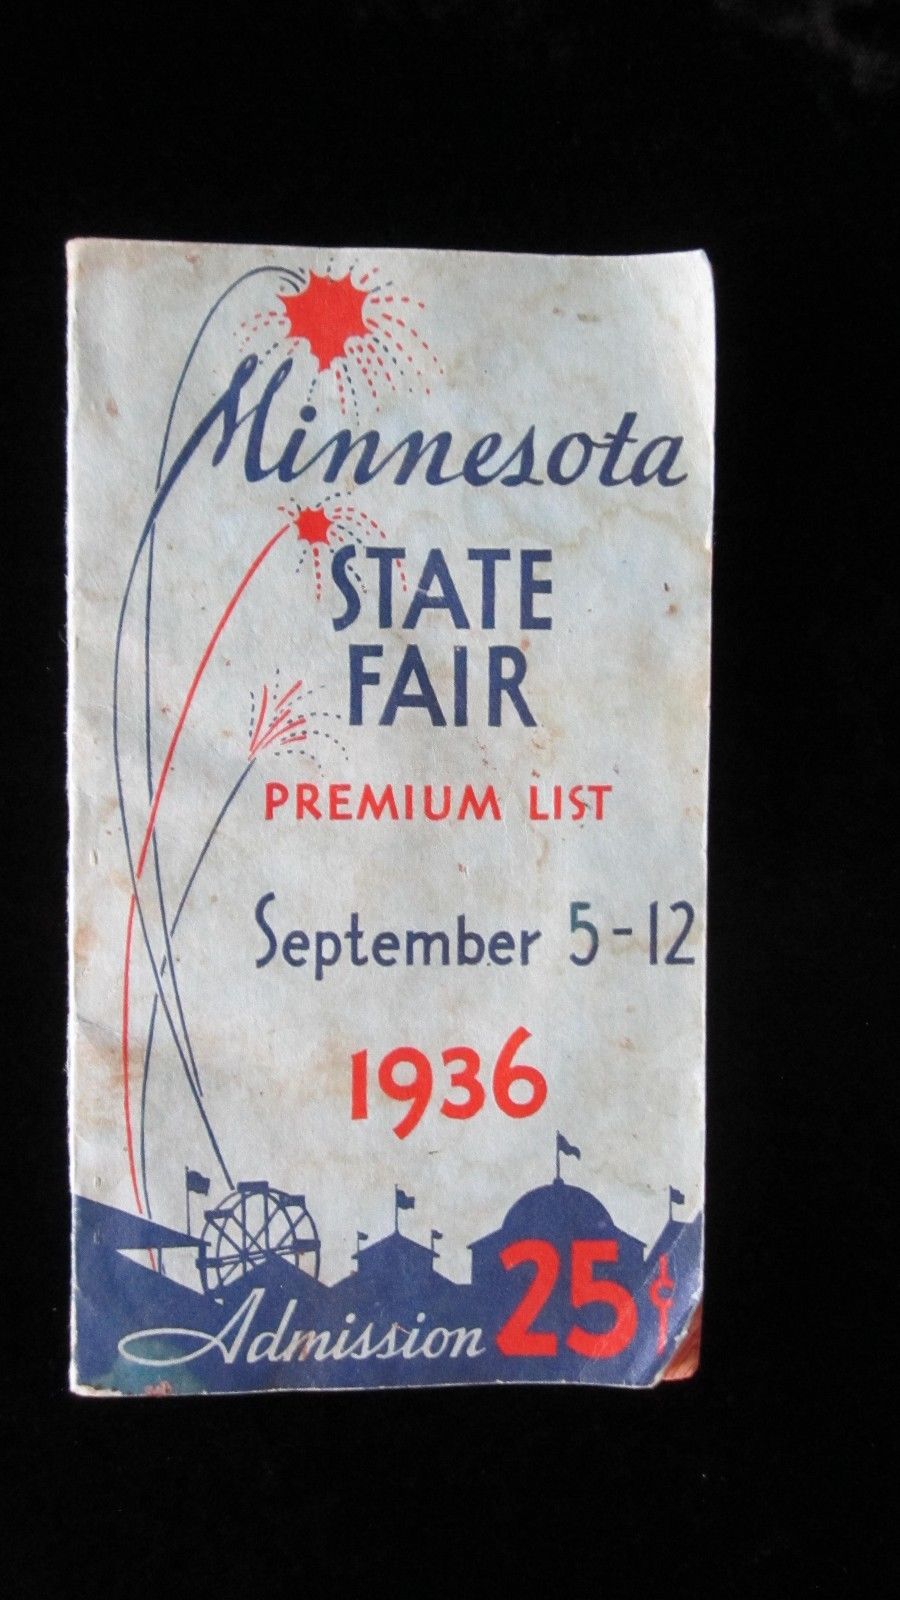 Minnesota
STATE
FAIR
PREMIUM LIST
September 5-12
1936
Admission 25¢